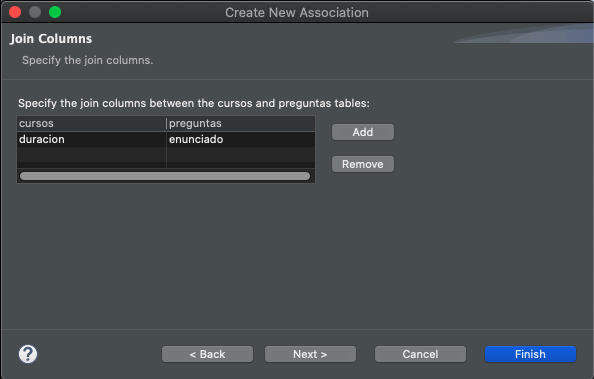 Create New Association
Join Columns
Specify the join columns.
Specify the join columns between the cursos and preguntas tables:
cursos preguntas
duracion enunciado
Add
Remove
?
< Back Next > Cancel Finish